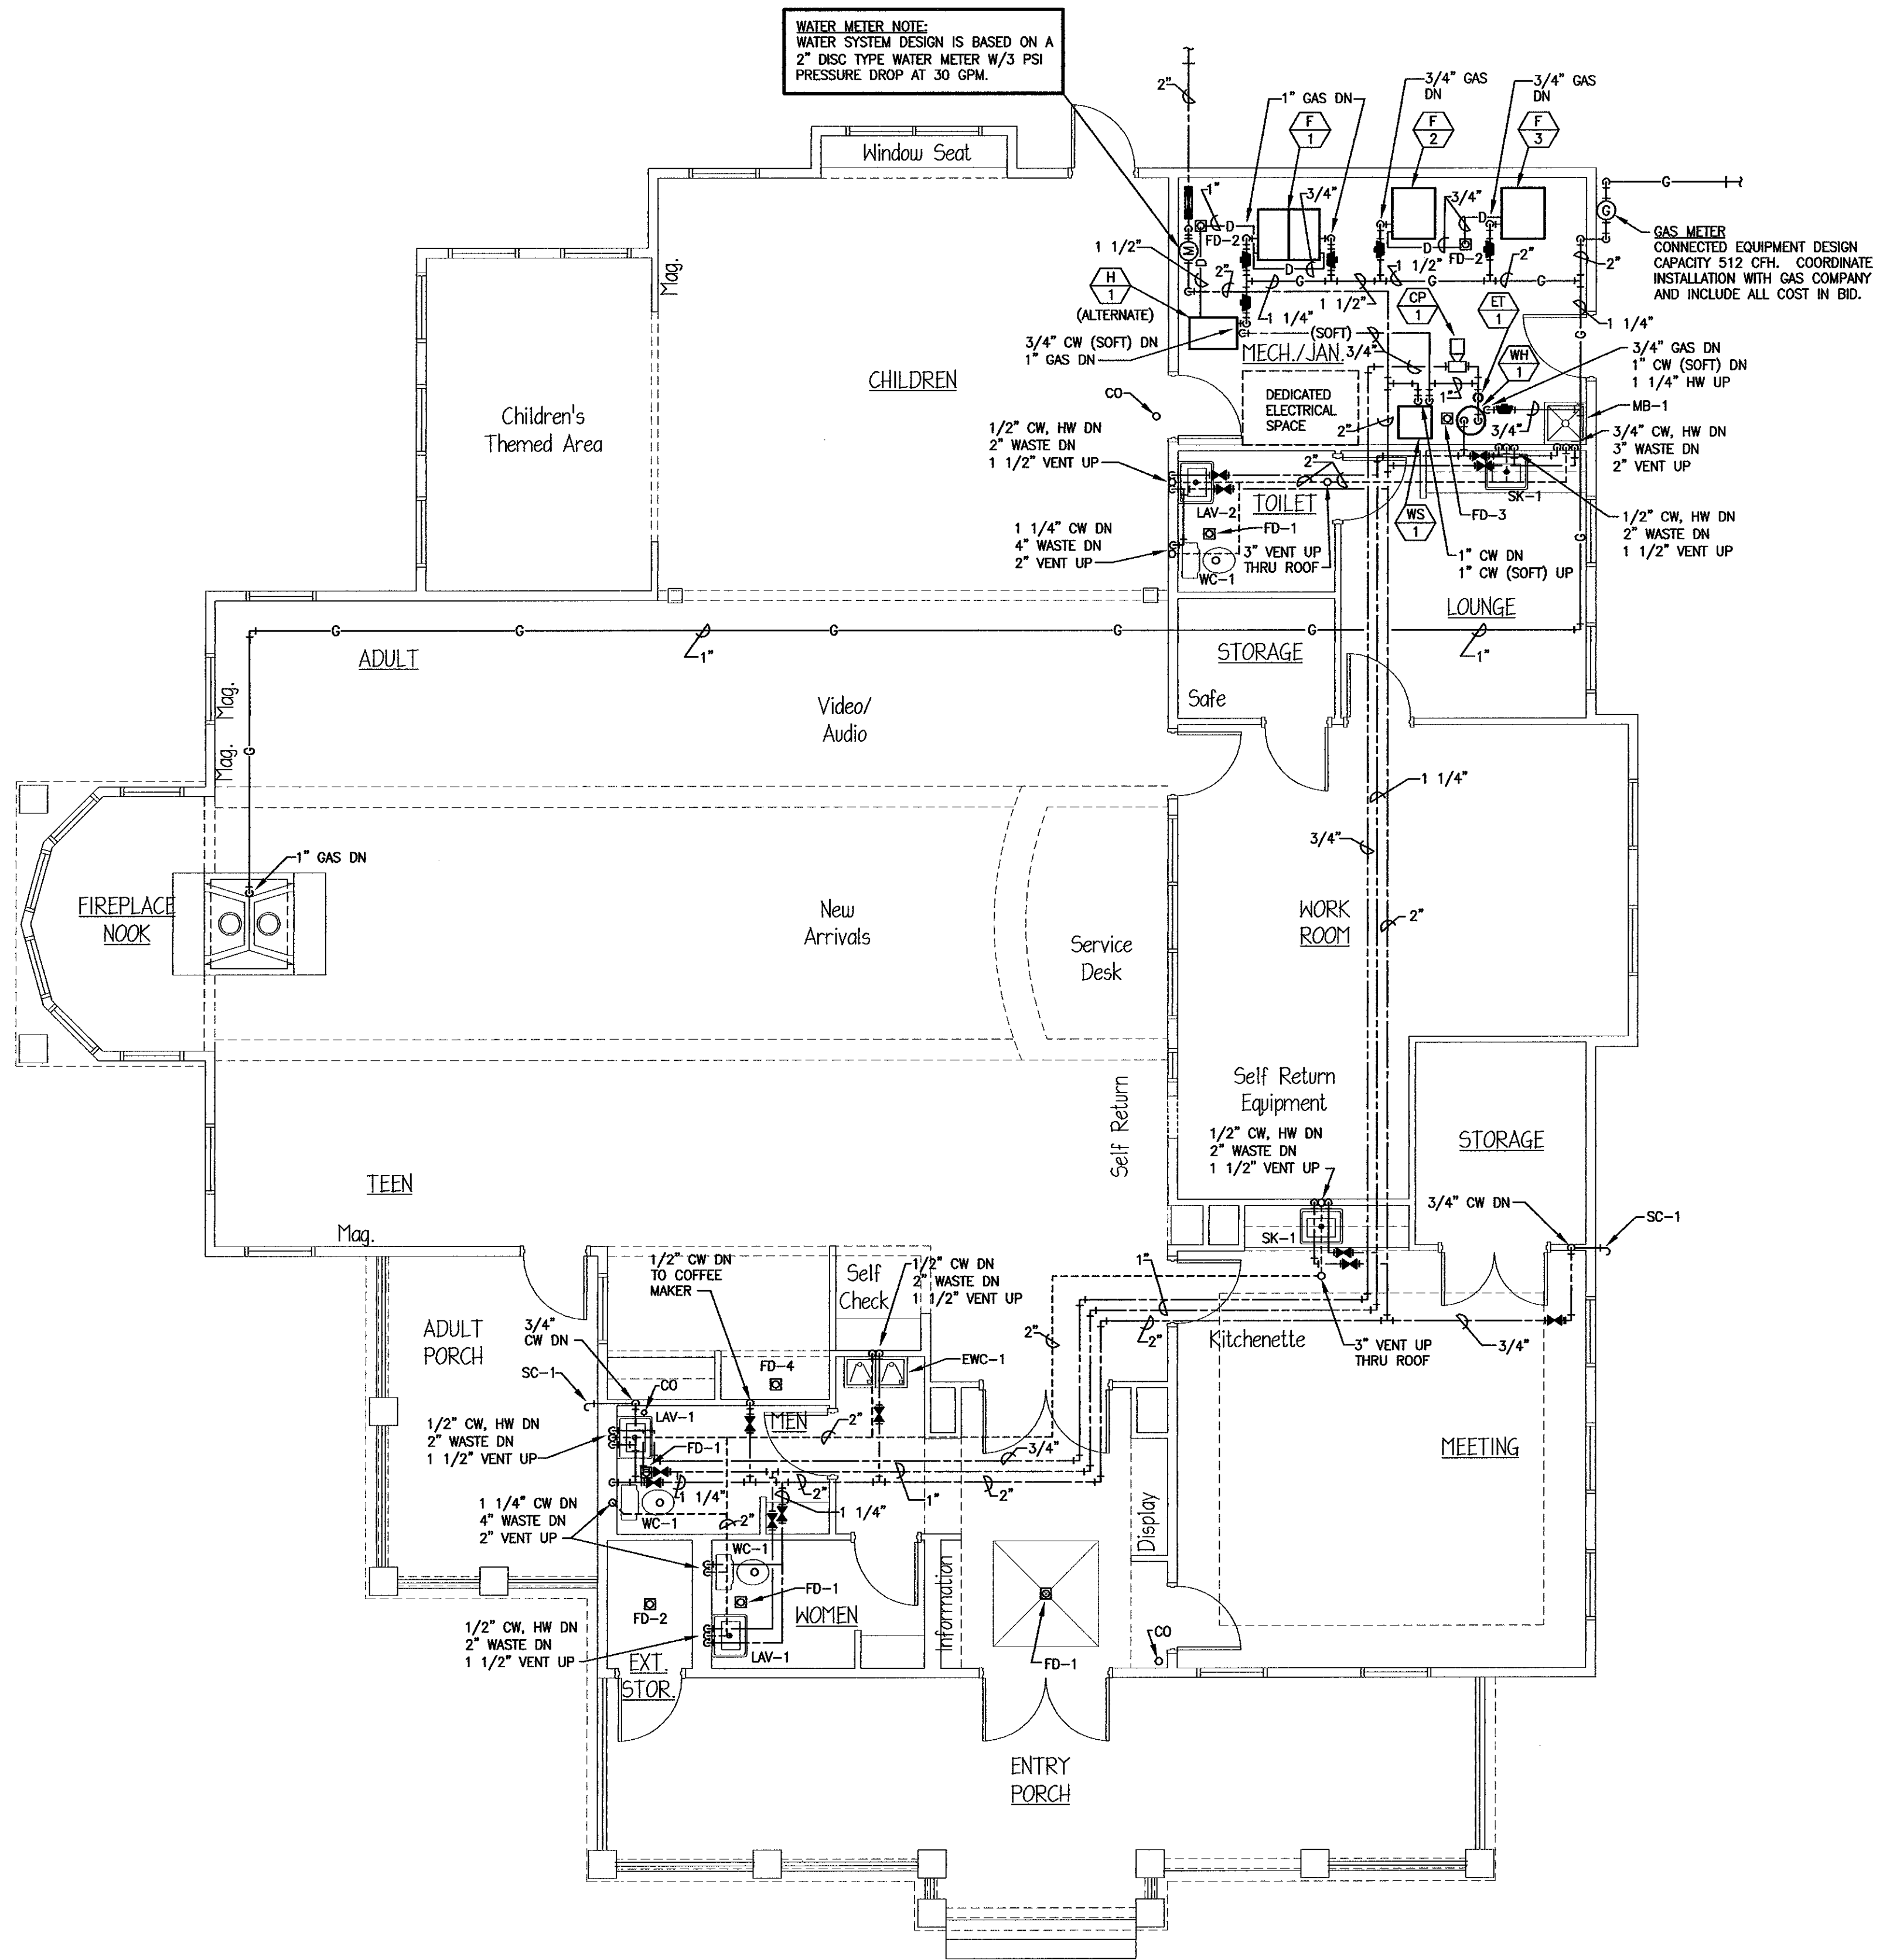 WATER METER NOTE:
WATER SYSTEM DESIGN IS BASED ON A
2" DISC TYPE WATER METER W/3 PSI
PRESSURE DROP AT 30 GPM.
2"
1" GAS DN
F
1
3/4" GAS
DN
F
2
3/4" GAS
DN
F
3
Window Seat
G
G
GAS METER
CONNECTED EQUIPMENT DESIGN
CAPACITY 512 CFH. COORDINATE
INSTALLATION WITH GAS COMPANY
AND INCLUDE ALL COST IN BID.
1"
D
FD-2
3/4"
3/4"
D
D
FD-2
D
D
M
1 1/2"
2"
1 1/2"
2"
2"
G
G
G
Mag.
H
1
(ALTERNATE)
1 1/4"
1 1/2"
CP
1
ET
1
1 1/4"
G
(SOFT)
3/4" CW (SOFT) DN
1" GAS DN
MECH./JAN.
3/4"
WH
1
3/4" GAS DN
1" CW (SOFT) DN
1 1/4" HW UP
MB-1
CHILDREN
CO
DEDICATED
ELECTRICAL
SPACE
1"
2"
3/4"
Children's
Themed Area
1/2" CW, HW DN
2" WASTE DN
1 1/2" VENT UP
3/4" CW, HW DN
3" WASTE DN
2" VENT UP
2"
LAV-2
TOILET
SK-1
WS
1
FD-3
FD-1
1 1/4" CW DN
4" WASTE DN
2" VENT UP
3" VENT UP
THRU ROOF
WC-1
1/2" CW, HW DN
2" WASTE DN
1 1/2" VENT UP
G
1" CW DN
1" CW (SOFT) UP
LOUNGE
G
G
G
G
G
1"
1"
ADULT
STORAGE
Safe
Mag.
Video/
Audio
G
Mag.
1 1/4"
3/4"
1" GAS DN
FIREPLACE
NOOK
New
Arrivals
WORK
ROOM
2"
Service
Desk
Self Return
Self Return
Equipment
1/2" CW, HW DN
2" WASTE DN
1 1/2" VENT UP
STORAGE
TEEN
3/4" CW DN
SC-1
Mag.
SK-1
1/2" CW DN
TO COFFEE
MAKER
Self
Check
1/2" CW DN
2" WASTE DN
1 1/2" VENT UP
1"
ADULT
PORCH
3/4"
CW DN
2"
2"
Kitchenette
3" VENT UP
THRU ROOF
3/4"
FD-4
EWC-1
SC-1
CO
LAV-1
MEN
1/2" CW, HW DN
2" WASTE DN
1 1/2" VENT UP
FD-1
2"
3/4"
MEETING
1 1/4"
2"
1"
2"
1 1/4" CW DN
4" WASTE DN
2" VENT UP
WC-1
2"
1 1/4"
Display
WC-1
FD-1
FD-2
WOMEN
Information
1/2" CW, HW DN
2" WASTE DN
1 1/2" VENT UP
LAV-1
EXT.
STOR.
FD-1
CO
ENTRY
PORCH